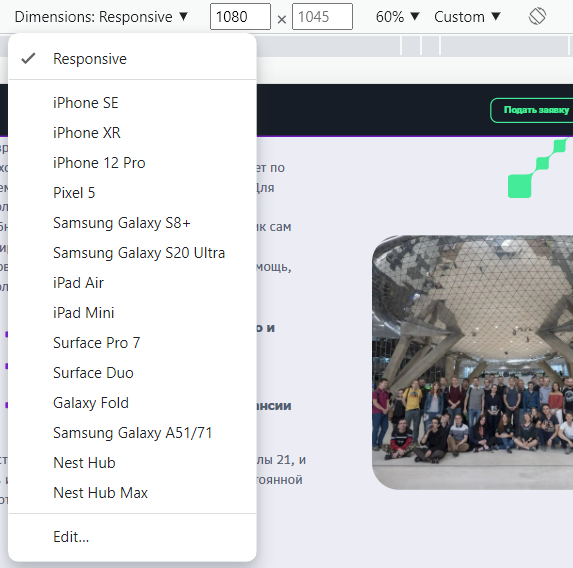 Dimensions: Responsive ▼ 1080 × 1045 60% ▼ Custom ▼
Responsive
iPhone SE
iPhone XR
iPhone 12 Pro
Pixel 5
Samsung Galaxy S8+
Samsung Galaxy S20 Ultra
iPad Air
iPad Mini
Surface Pro 7
Surface Duo
Galaxy Fold
Samsung Galaxy A51/71
Nest Hub
Nest Hub Max
Edit...
Подать заявку
ет по
Для
ик сам
мощь,
о и
ансии
лы 21, и
тоянной